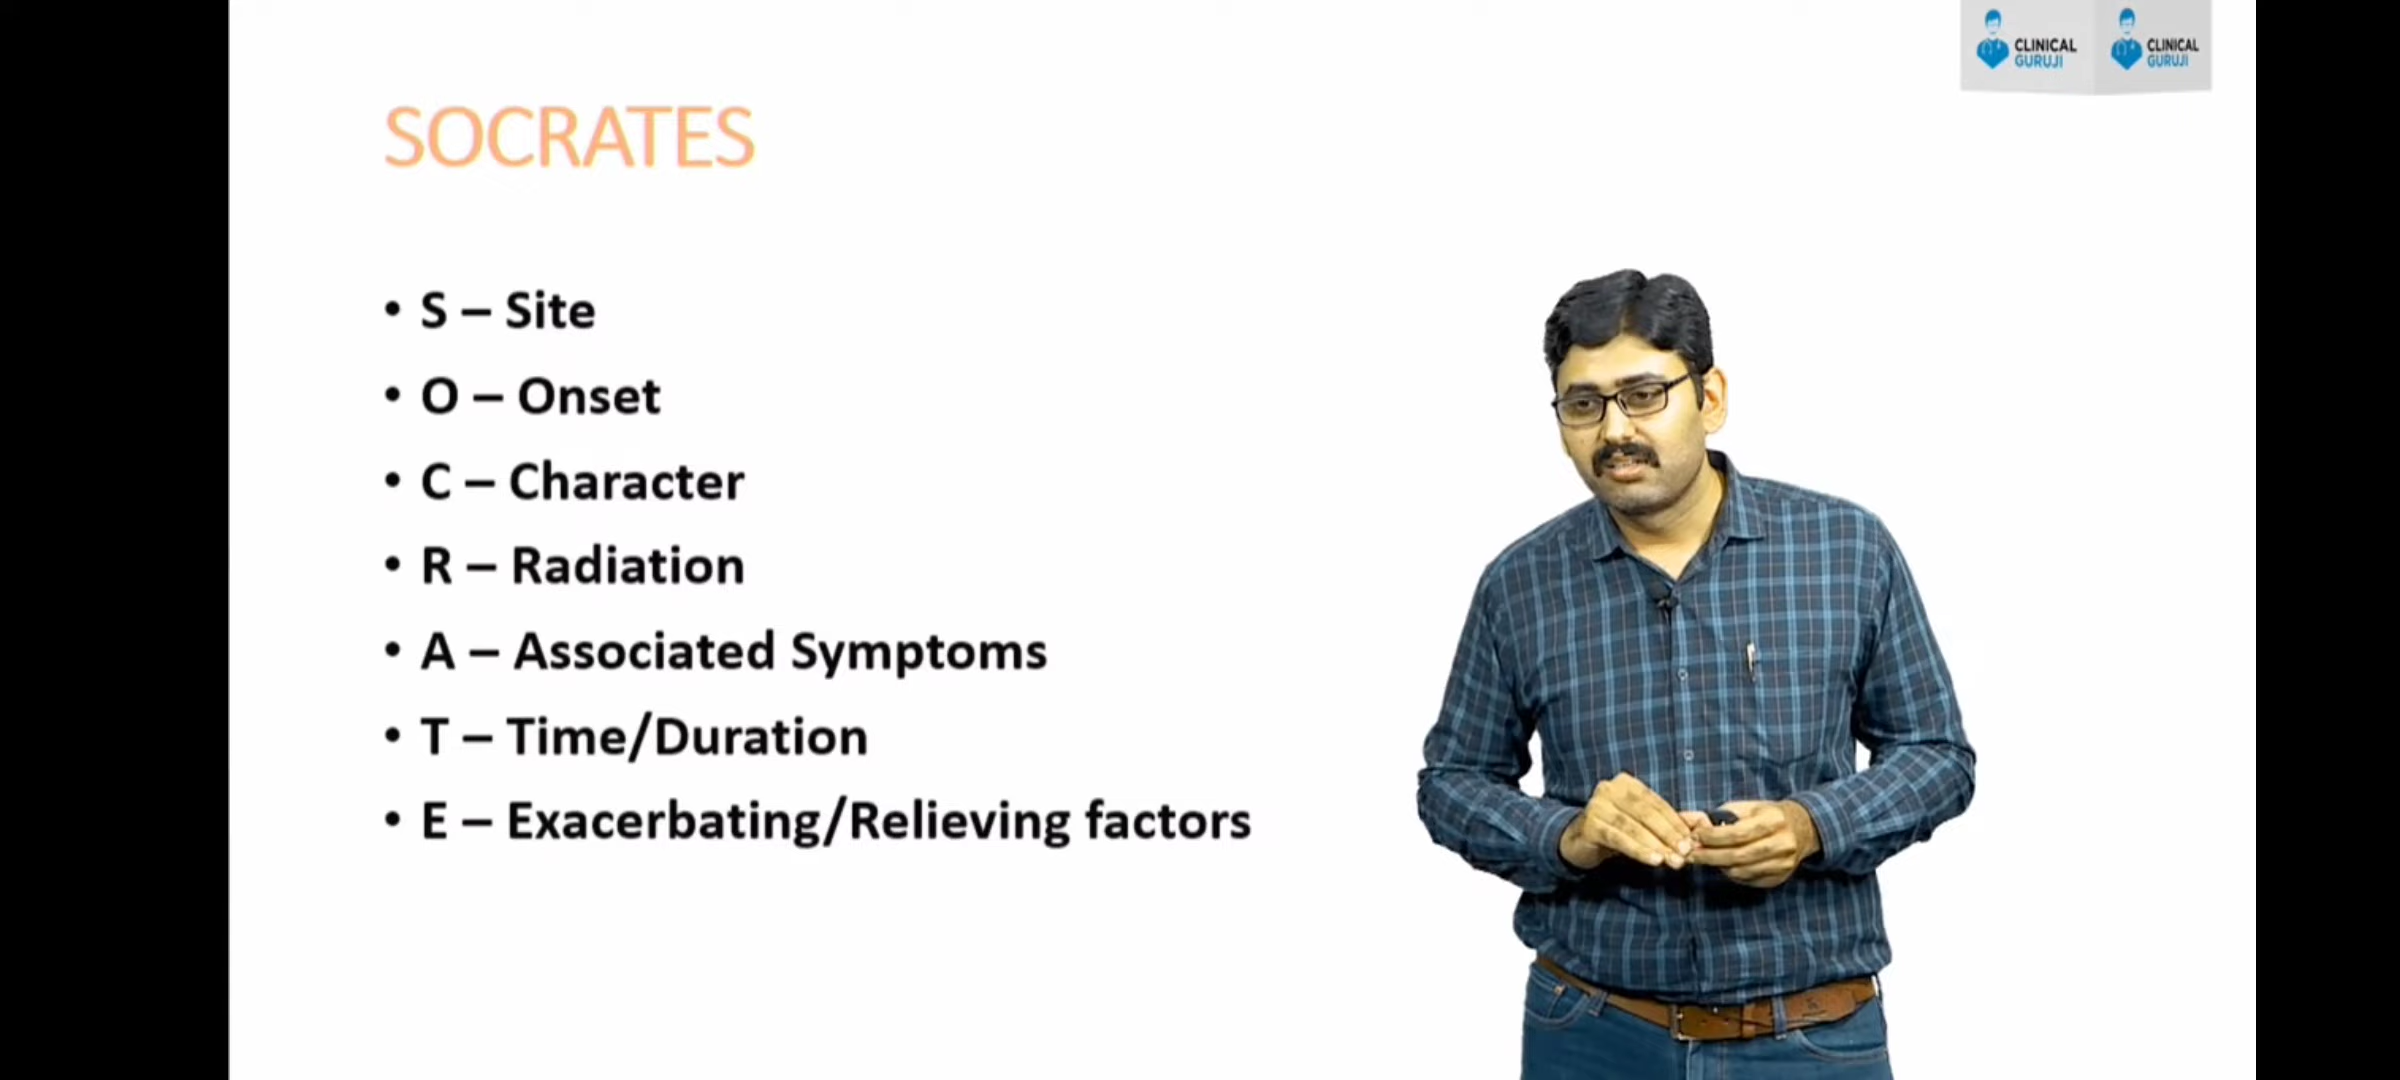 CLINICAL
GURUJI
CLINICAL
GURUJI
SOCRATES
• S – Site
• O – Onset
• C – Character
• R – Radiation
• A – Associated Symptoms
• T – Time/Duration
• E – Exacerbating/Relieving factors